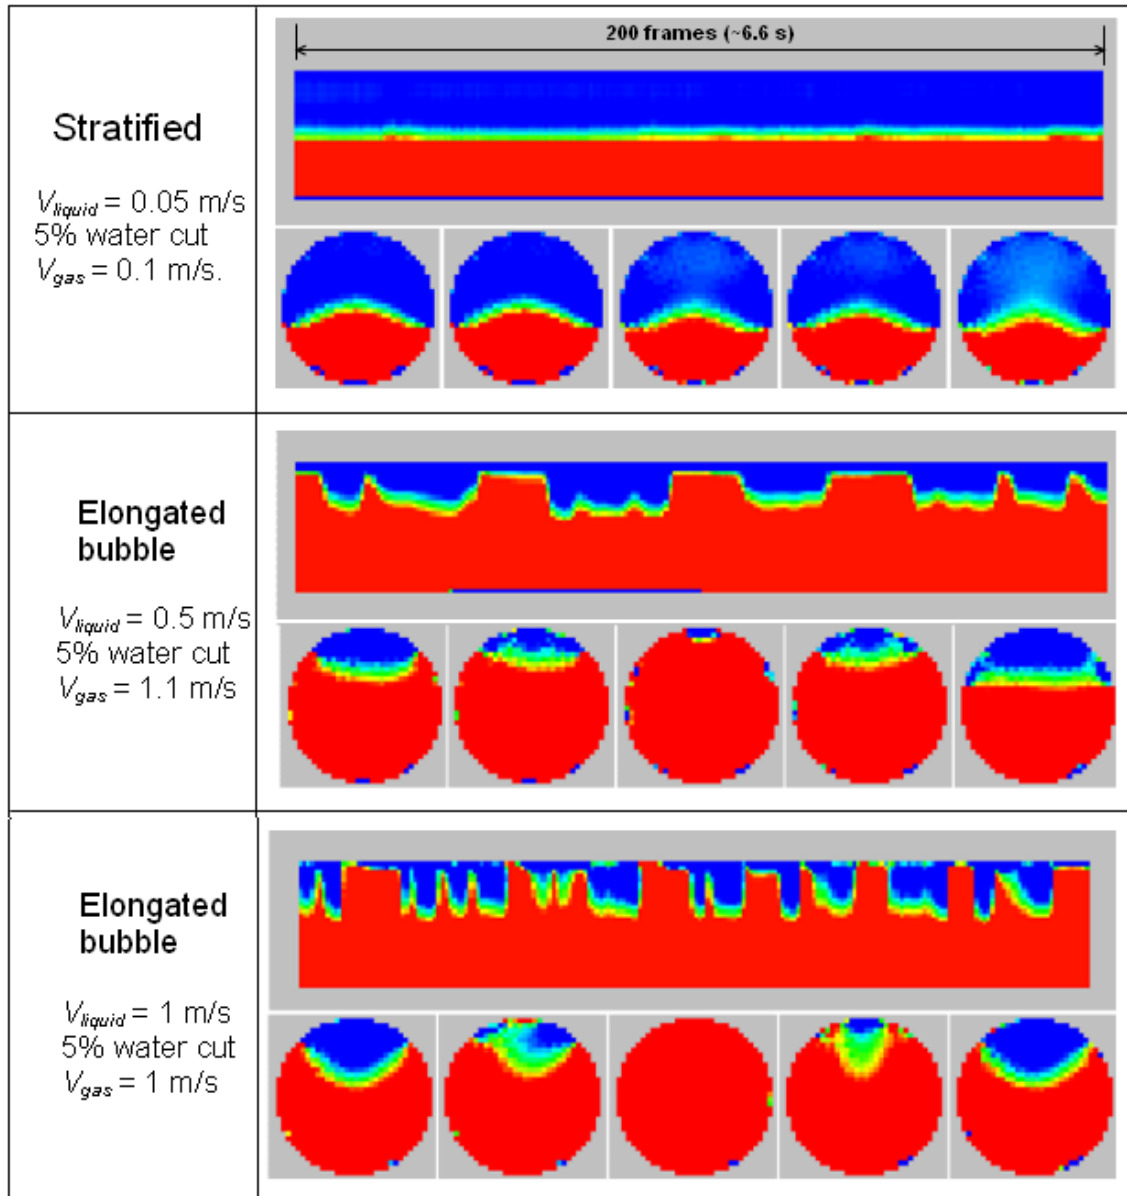 200 frames (~6.6 s)
Stratified
Vliquid = 0.05 m/s
5% water cut
Vgas = 0.1 m/s.
Elongated
bubble
Vliquid = 0.5 m/s
5% water cut
Vgas = 1.1 m/s
Elongated
bubble
Vliquid = 1 m/s
5% water cut
Vgas = 1 m/s